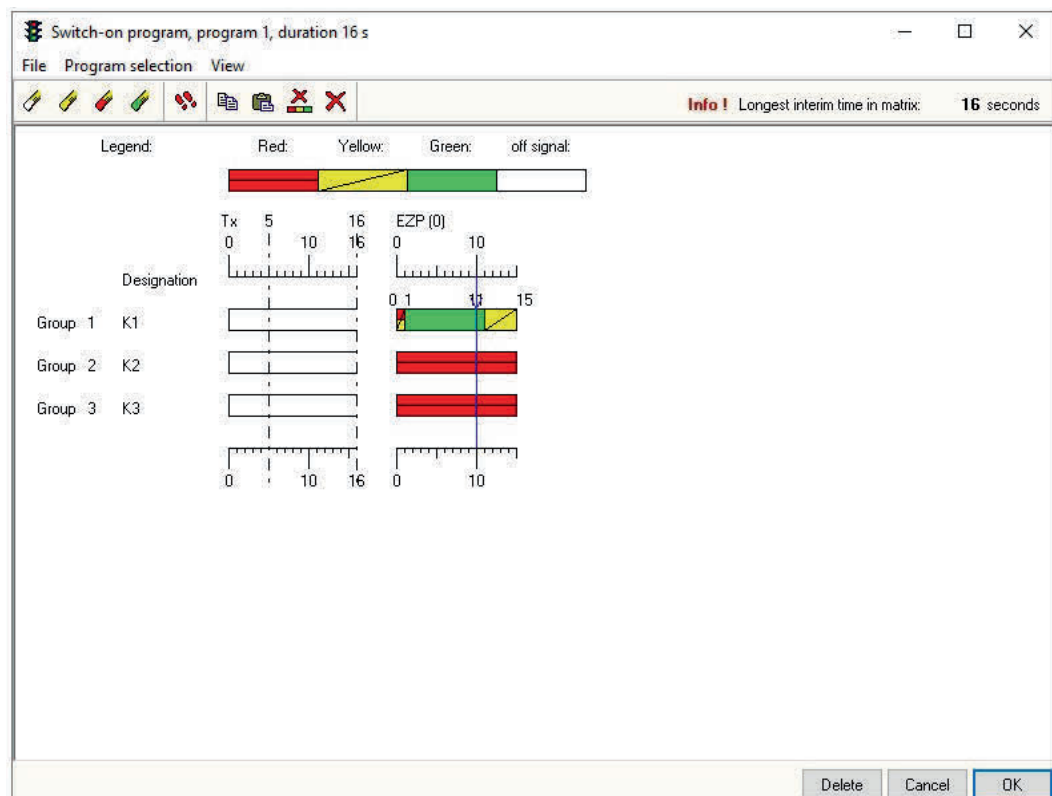 Switch-on program, program 1, duration 16 s
File Program selection View
Info ! Longest interim time in matrix: 16 seconds
Legend: Red: Yellow: Green: off signal:
Tx 5 16 EZP (0)
0 10 16 0 10
Designation
0 1 11 15
Group 1 K1
Group 2 K2
Group 3 K3
0 10 16 0 10
Delete Cancel OK